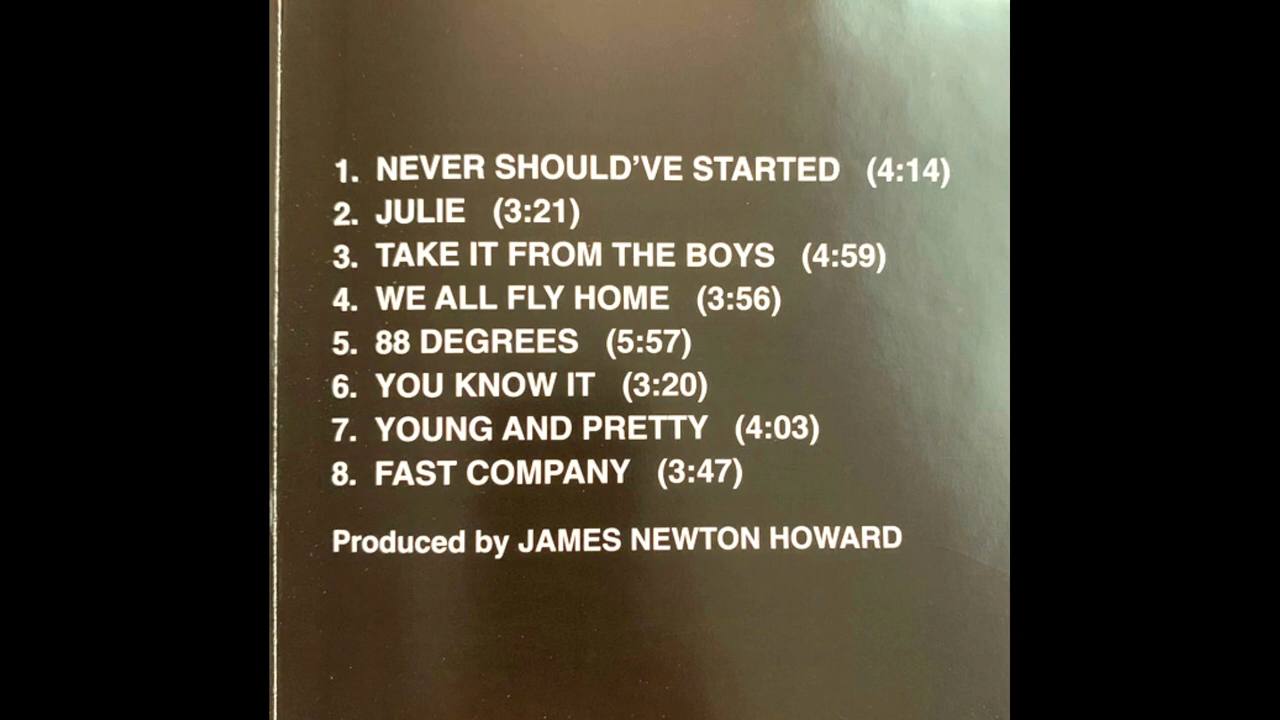 1. NEVER SHOULD'VE STARTED (4:14)
2. JULIE (3:21)
3. TAKE IT FROM THE BOYS (4:59)
4. WE ALL FLY HOME (3:56)
5. 88 DEGREES (5:57)
6. YOU KNOW IT (3:20)
7. YOUNG AND PRETTY (4:03)
8. FAST COMPANY (3:47)
Produced by JAMES NEWTON HOWARD